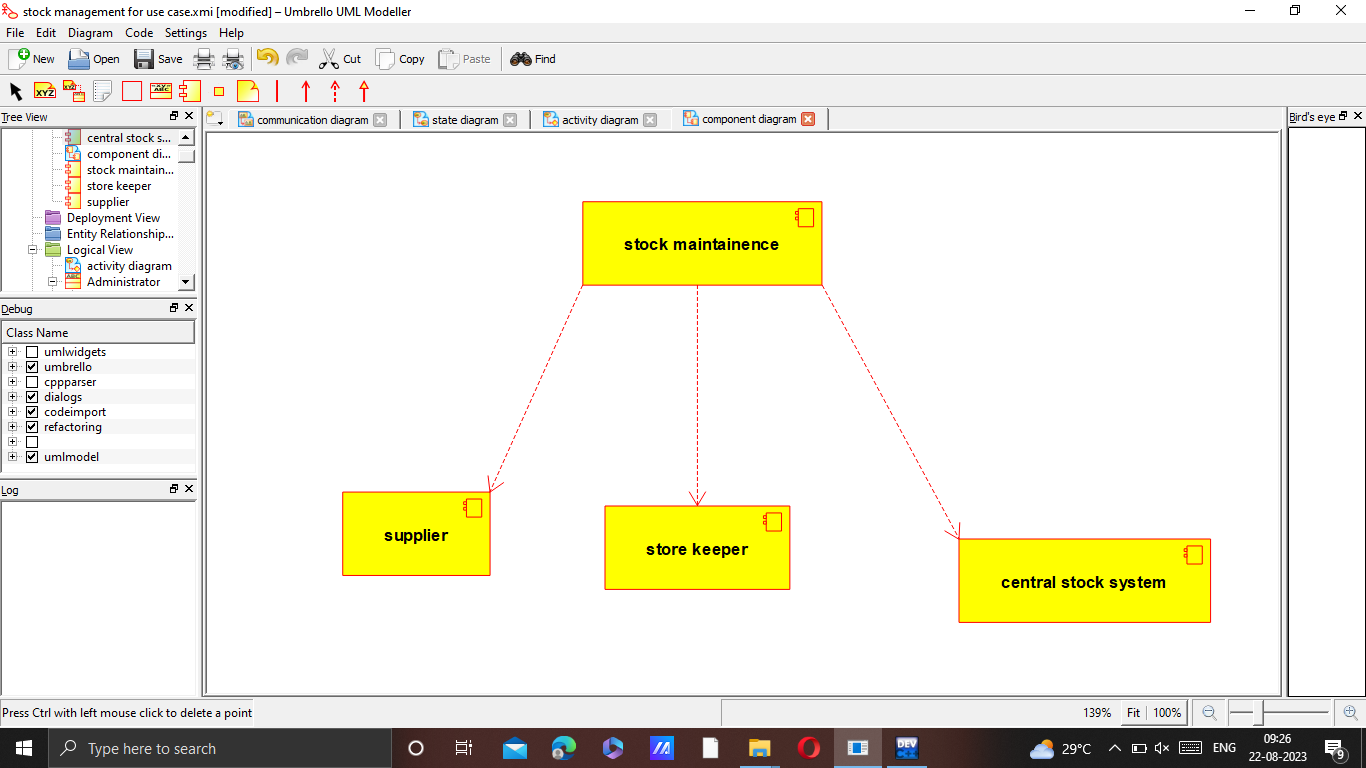 stock management for use case.xmi [modified] – Umbrello UML Modeller
File Edit Diagram Code Settings Help
New Open Save Cut Copy Paste Find
XYZ
Tree View
communication diagram state diagram activity diagram component diagram
Bird's eye
central stock s...
component di...
stock maintain...
store keeper
supplier
Deployment View
Entity Relationship...
Logical View
activity diagram
Administrator
stock maintainence
Debug
Class Name
umlwidgets
umbrello
cppparser
dialogs
codeimport
refactoring
umlmodel
supplier
store keeper
central stock system
Log
Press Ctrl with left mouse click to delete a point
139% Fit 100%
Type here to search
DEV
29°C
ENG
09:26
22-08-2023
9